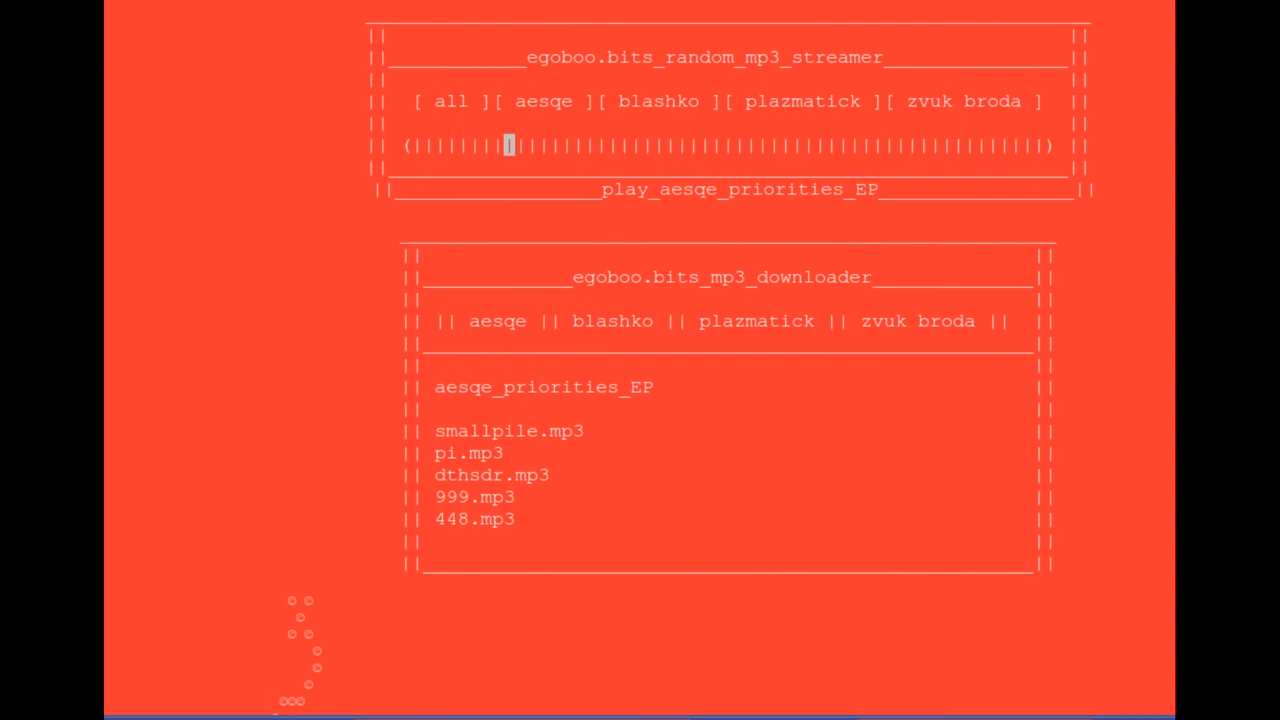 egoboo.bits_random_mp3_streamer
[ all ][ aesqe ][ blashko ][ plazmatick ][ zvuk broda ]
(|||||||||||||||||||||||||||||||||||||||||||||||||||||||)
||__________________play_aesqe_priorities_EP_________________||
egoboo.bits_mp3_downloader
|| aesqe || blashko || plazmatick || zvuk broda ||
aesqe_priorities_EP
smallpile.mp3
pi.mp3
dthsdr.mp3
999.mp3
448.mp3
© ©
©
© ©
©
©
©
©©©